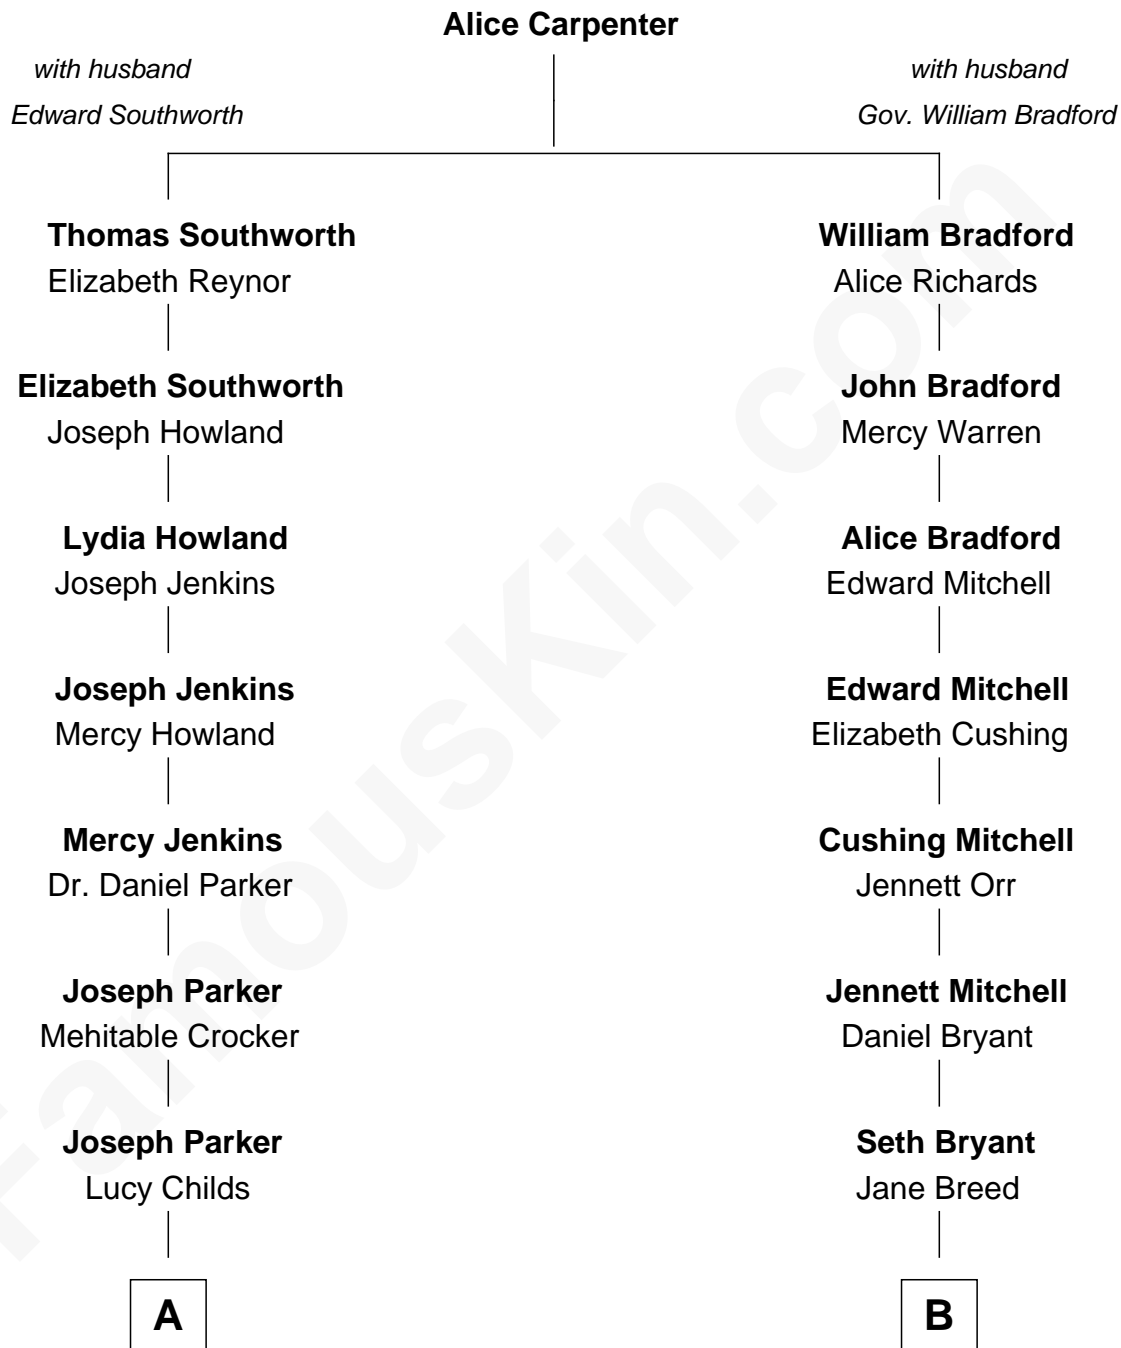 Alice Carpenter
with husband
Edward Southworth
with husband
Gov. William Bradford
Thomas Southworth
Elizabeth Reynor
William Bradford
Alice Richards
Elizabeth Southworth
Joseph Howland
John Bradford
Mercy Warren
Lydia Howland
Joseph Jenkins
Alice Bradford
Edward Mitchell
Joseph Jenkins
Mercy Howland
Edward Mitchell
Elizabeth Cushing
Mercy Jenkins
Dr. Daniel Parker
Cushing Mitchell
Jennett Orr
Joseph Parker
Mehitable Crocker
Jennett Mitchell
Daniel Bryant
Joseph Parker
Lucy Childs
Seth Bryant
Jane Breed
A
B
FamousKin.com